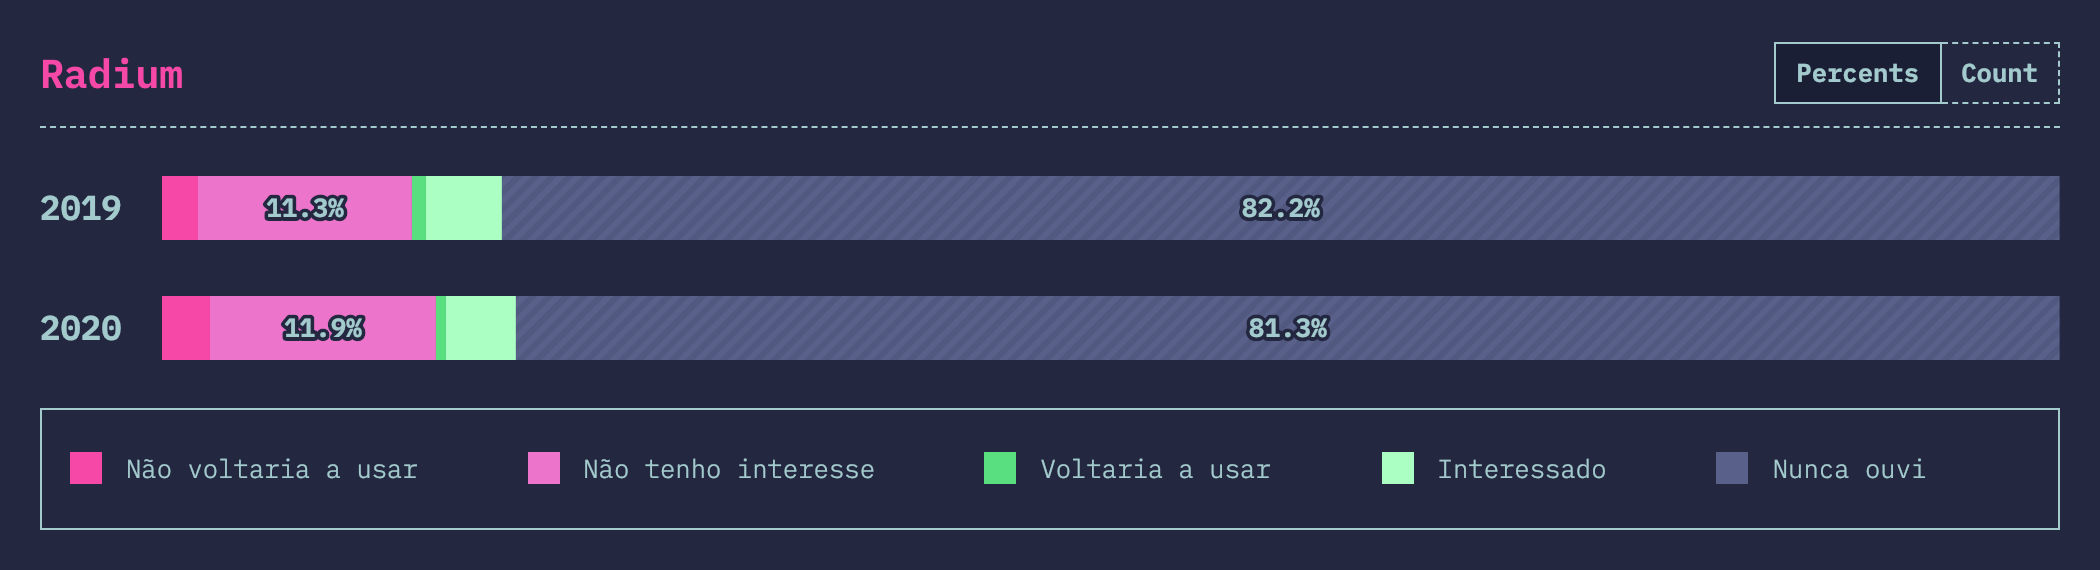 Radium
Percents Count
2019 11.3% 82.2%
2020 11.9% 81.3%
Não voltaria a usar Não tenho interesse Voltaria a usar Interessado Nunca ouvi